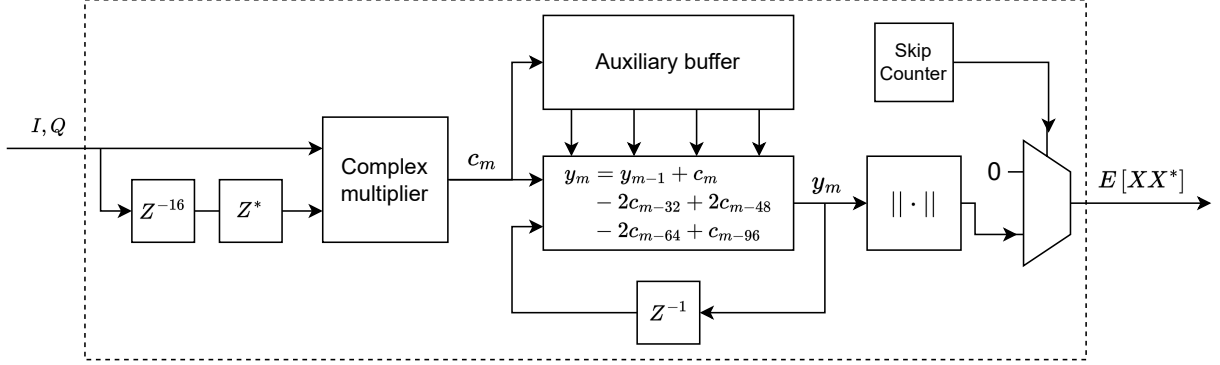 I, Q
Z^{-16}
Z^{*}
Complex
multiplier
c_m
Auxiliary buffer
y_m = y_{m-1} + c_m
- 2c_{m-32} + 2c_{m-48}
- 2c_{m-64} + c_{m-96}
Z^{-1}
y_m
|| · ||
Skip
Counter
0
E [XX^{*}]